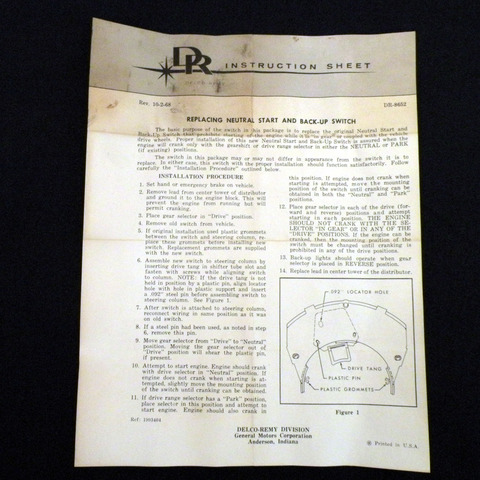 DR INSTRUCTION SHEET
Rev. 10-2-68
DR-8652
REPLACING NEUTRAL START AND BACK-UP SWITCH
The basic purpose of the switch in this package is to replace the original Neutral Start and
Back-Up Switch that prohibits starting of the engine while it is "in gear" or coupled with the vehicle
drive wheels. Proper installation of this new Neutral Start and Back-Up Switch is assured when the
engine will crank only with the gearshift or drive range selector in either the NEUTRAL or PARK
(if existing) positions.
The switch in this package may or may not differ in appearance from the switch it is to
replace. In either case, this switch with the proper installation should function satisfactorily. Follow
carefully the "Installation Procedure" outlined below.
INSTALLATION PROCEDURE
1. Set hand or emergency brake on vehicle.
2. Remove lead from center tower of distributor
and ground it to the engine block. This will
prevent the engine from running but will
permit cranking.
3. Place gear selector in "Drive" position.
4. Remove old switch from vehicle.
5. If original installation used plastic grommets
between the switch and steering column, re-
place these grommets before installing new
switch. Replacement grommets are supplied
with the new switch.
6. Assemble new switch to steering column by
inserting drive tang in shifter tube slot and
fasten with screws while aligning switch
to column. NOTE: If the drive tang is not
held in position by a plastic pin, align locator
hole with hole in plastic support and insert
a .092" steel pin before assembling switch to
steering column. See Figure 1.
7. After switch is attached to steering column,
reconnect wiring in same position as it was
on old switch.
8. If a steel pin had been used, as noted in step
6, remove this pin.
9. Move gear selector from "Drive" to "Neutral"
position. Moving the gear selector out of
"Drive" position will shear the plastic pin,
if present.
10. Attempt to start engine. Engine should crank
with drive selector in "Neutral" position. If
engine does not crank when starting is at-
tempted, slightly move the mounting position
of the switch until cranking can be obtained.
11. If drive range selector has a "Park" position,
place selector in this position and attempt to
start engine. Engine should also crank in
this position. If engine does not crank when
starting is attempted, move the mounting
position of the switch until cranking can be
obtained in both the "Neutral" and "Park"
positions.
12. Place gear selector in each of the drive (for-
ward and reverse) positions and attempt
starting in each position. THE ENGINE
SHOULD NOT CRANK WITH THE SE-
LECTOR "IN GEAR" OR IN ANY OF THE
"DRIVE" POSITIONS. If the engine can be
cranked, then the mounting position of the
switch must be changed until cranking is
prohibited in any of the drive positions.
13. Back-up lights should operate when gear
selector is placed in REVERSE position.
14. Replace lead in center tower of the distributor.
.092" LOCATOR HOLE
DRIVE TANG
PLASTIC PIN
PLASTIC GROMMETS
Figure 1
DELCO-REMY DIVISION
General Motors Corporation
Anderson, Indiana
® Printed in U.S.A.